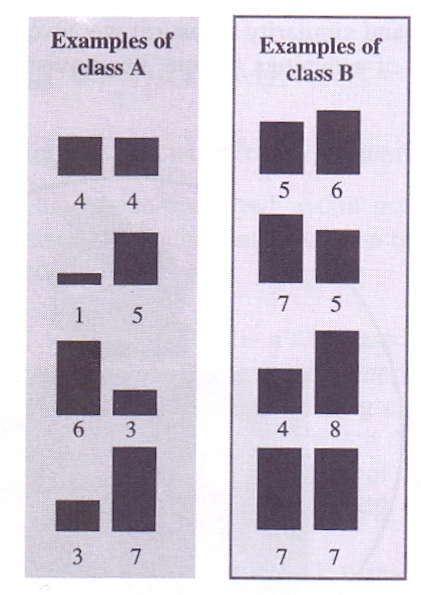 Examples of
class A
4 4
1 5
6 3
3 7
Examples of
class B
5 6
7 5
4 8
7 7